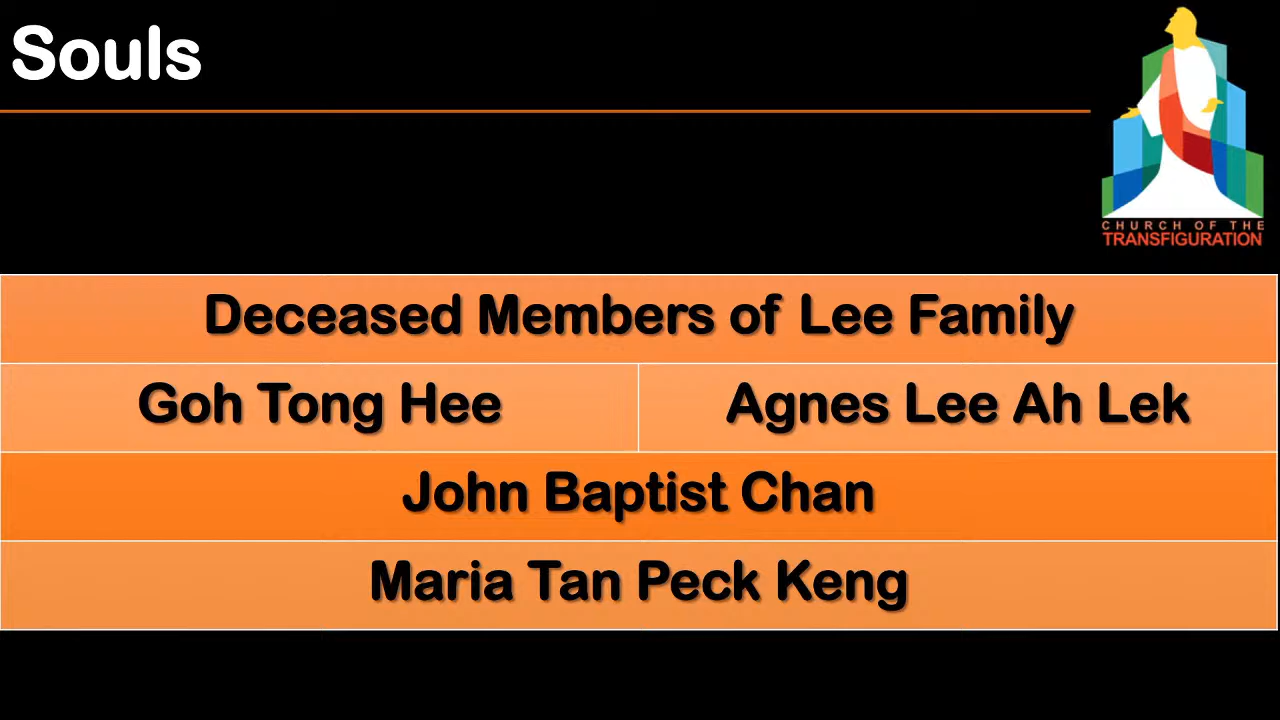 Souls
CHURCH OF THE
TRANSFIGURATION
Deceased Members of Lee Family
Goh Tong Hee
Agnes Lee Ah Lek
John Baptist Chan
Maria Tan Peck Keng